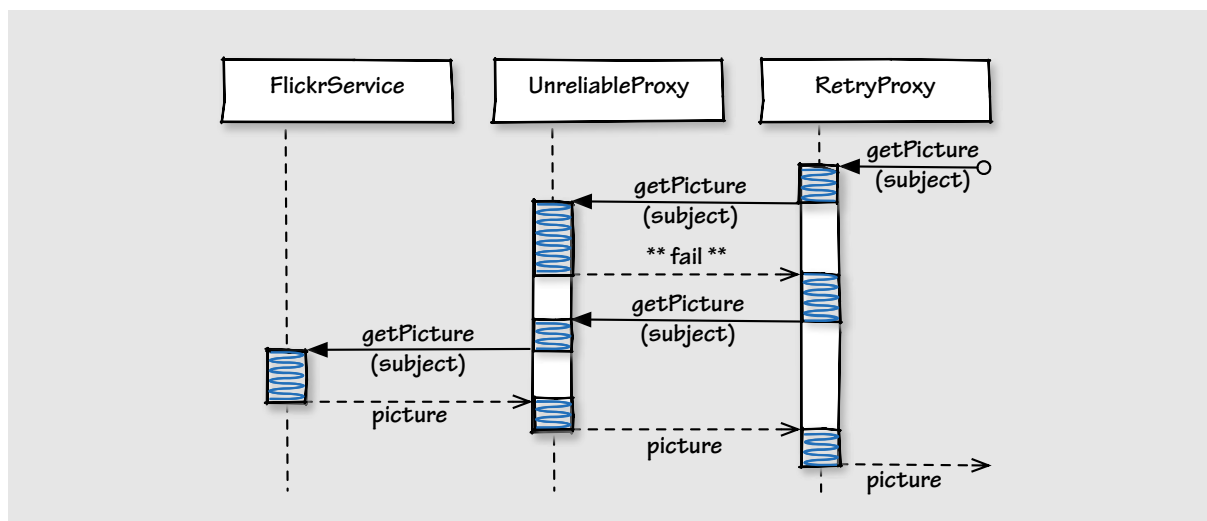 FlickrService
UnreliableProxy
RetryProxy
getPicture
(subject)
getPicture
(subject)
** fail **
getPicture
(subject)
getPicture
(subject)
picture
picture
picture